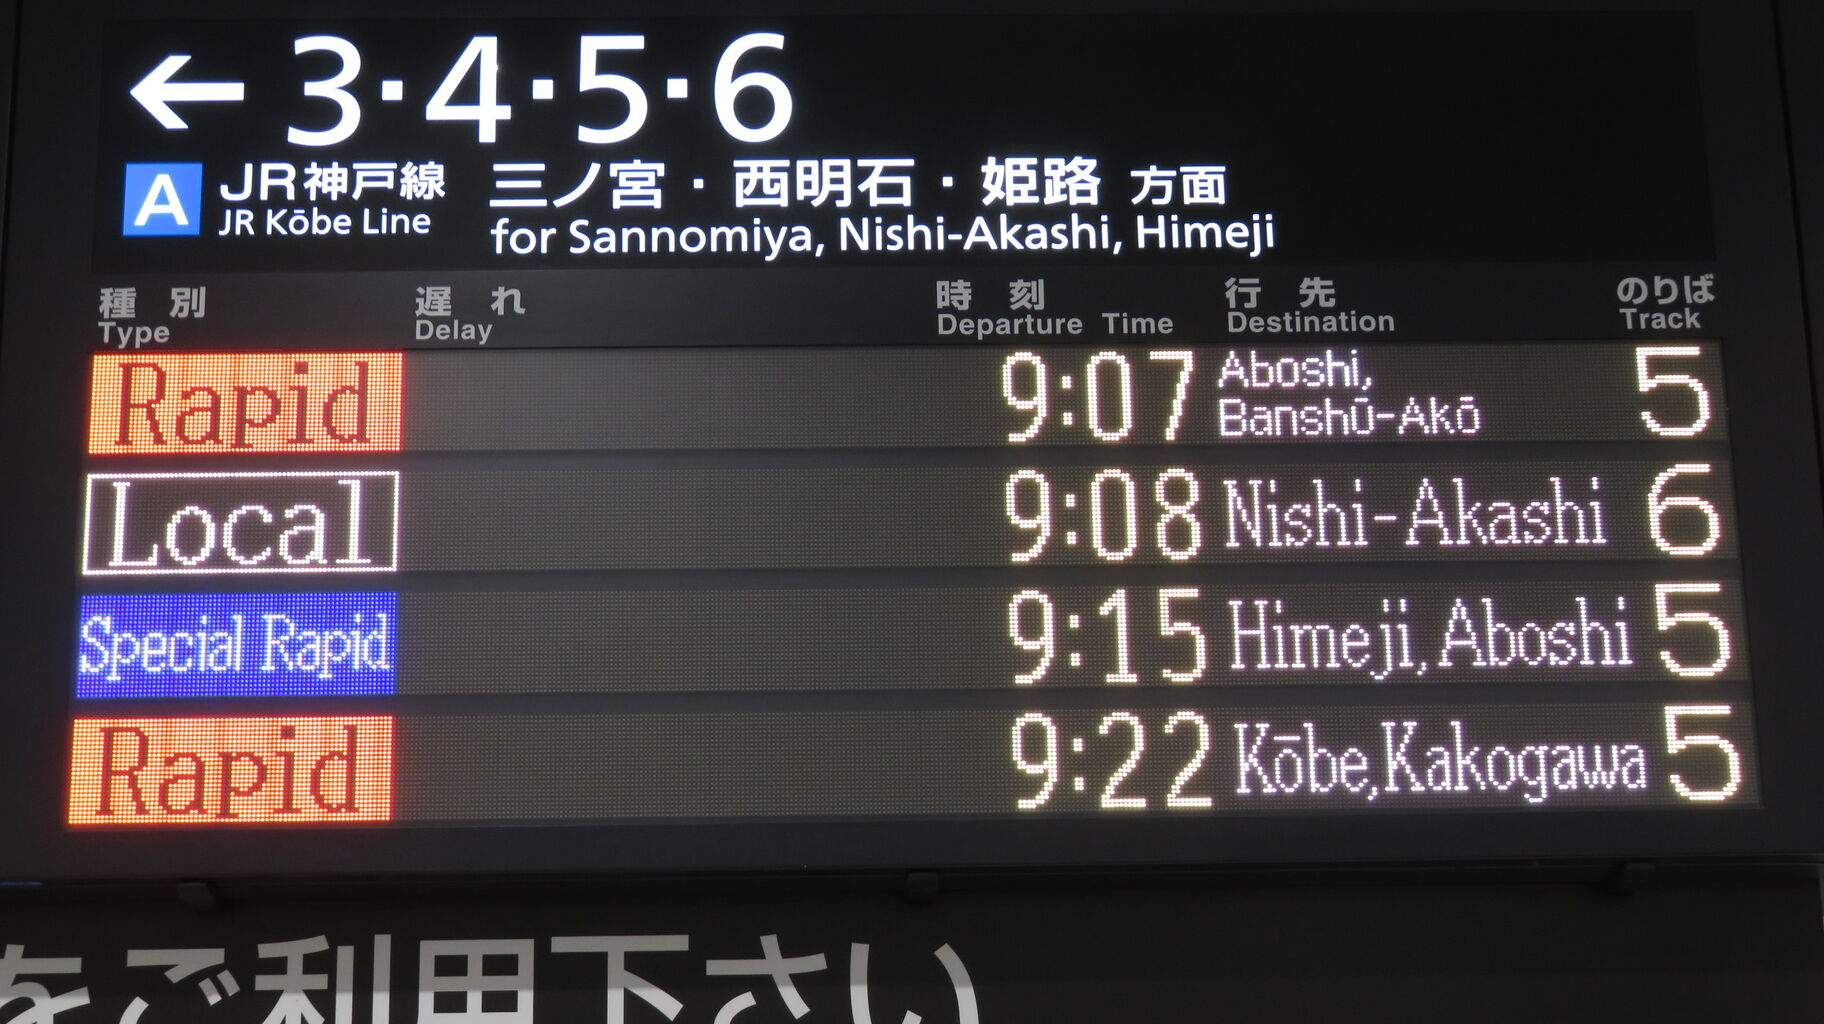 ← 3・4・5・6
A JR神戸線 三ノ宮・西明石・姫路 方面
JR Kōbe Line for Sannomiya, Nishi-Akashi, Himeji
種別 遅れ 時刻 行先 のりば
Type Delay Departure Time Destination Track
Rapid 9:07 Aboshi, Banshū-Akō 5
Local 9:08 Nishi-Akashi 6
Special Rapid 9:15 Himeji, Aboshi 5
Rapid 9:22 Kōbe, Kakogawa 5
をご利用下さい